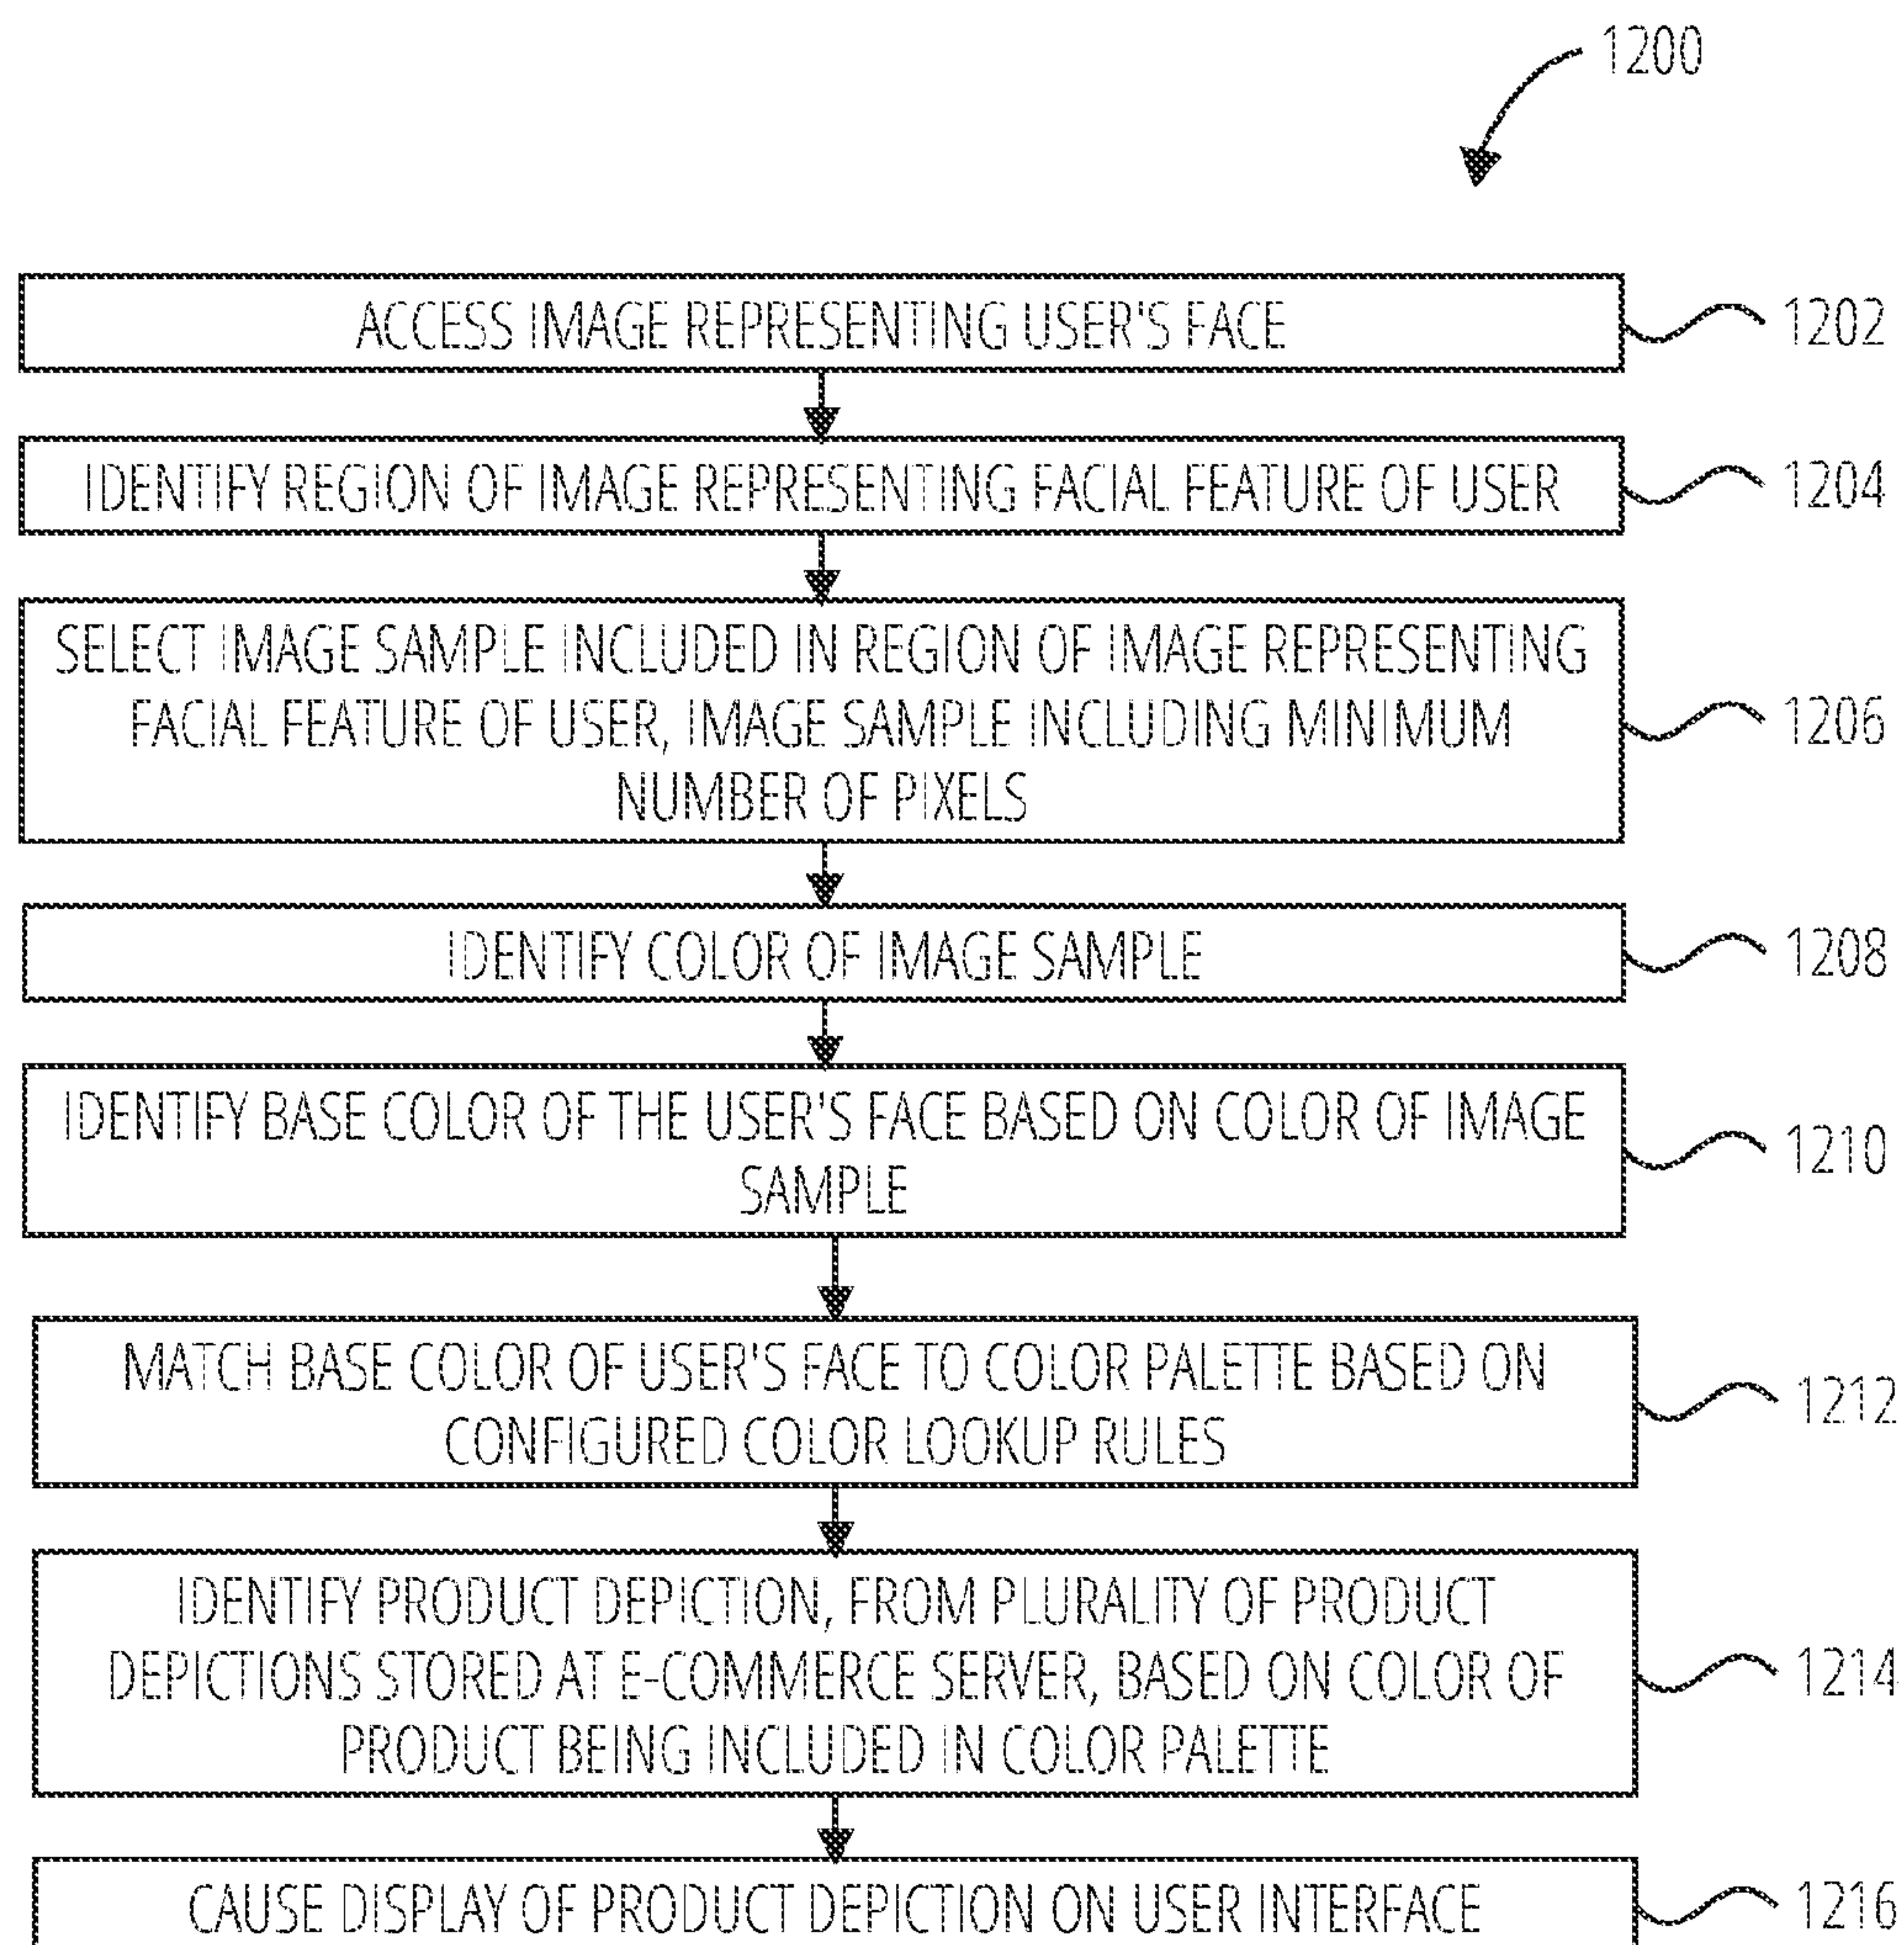 1200
ACCESS IMAGE REPRESENTING USER'S FACE
1202
IDENTIFY REGION OF IMAGE REPRESENTING FACIAL FEATURE OF USER
1204
SELECT IMAGE SAMPLE INCLUDED IN REGION OF IMAGE REPRESENTING
FACIAL FEATURE OF USER, IMAGE SAMPLE INCLUDING MINIMUM
NUMBER OF PIXELS
1206
IDENTIFY COLOR OF IMAGE SAMPLE
1208
IDENTIFY BASE COLOR OF THE USER'S FACE BASED ON COLOR OF IMAGE
SAMPLE
1210
MATCH BASE COLOR OF USER'S FACE TO COLOR PALETTE BASED ON
CONFIGURED COLOR LOOKUP RULES
1212
IDENTIFY PRODUCT DEPICTION, FROM PLURALITY OF PRODUCT
DEPICTIONS STORED AT E-COMMERCE SERVER, BASED ON COLOR OF
PRODUCT BEING INCLUDED IN COLOR PALETTE
1214
CAUSE DISPLAY OF PRODUCT DEPICTION ON USER INTERFACE
1216